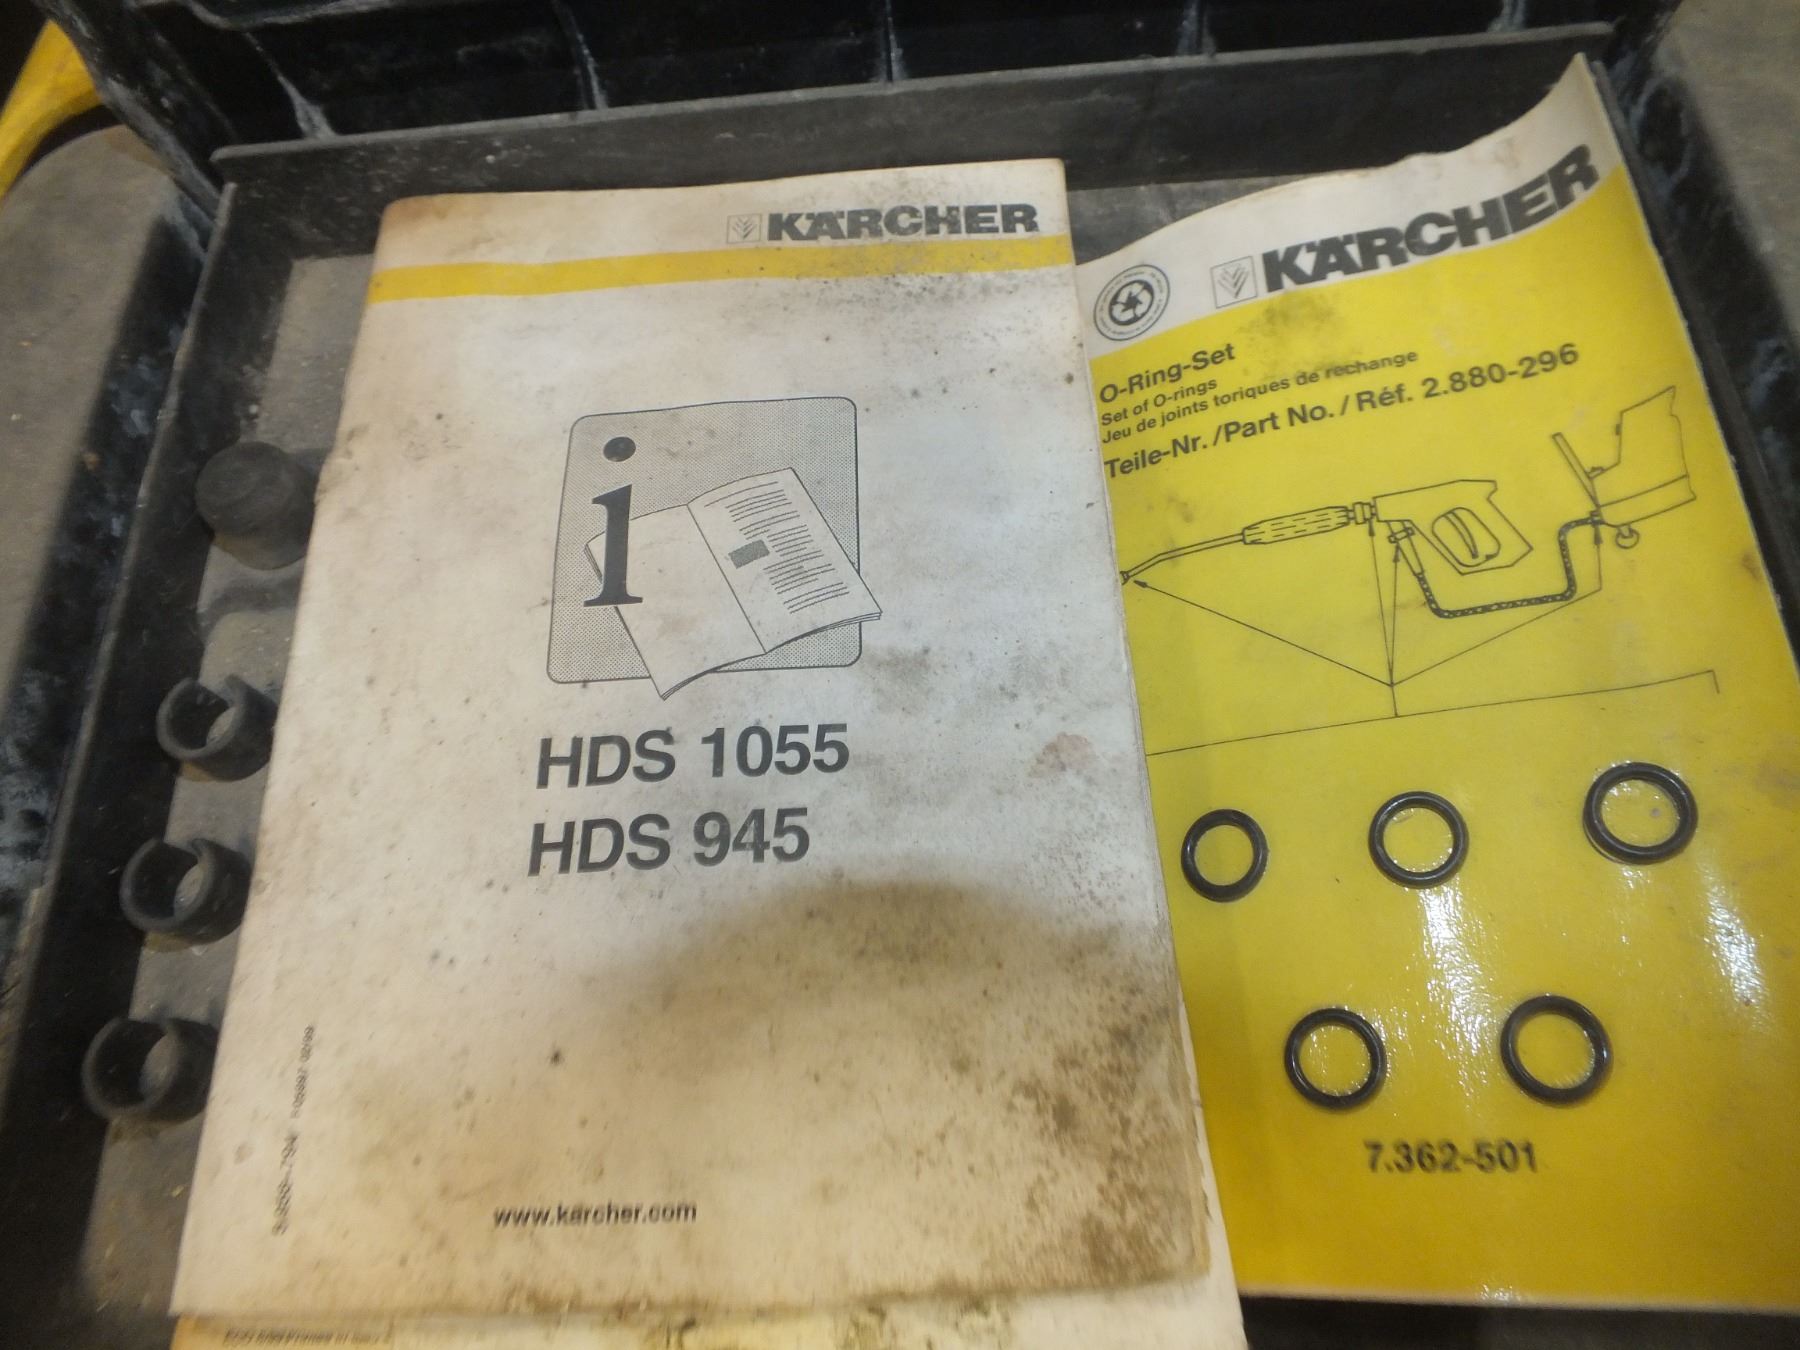 KÄRCHER
i
HDS 1055
HDS 945
www.karcher.com
KÄRCHER
O-Ring-Set
Set of O-rings
Jeu de joints toriques de rechange
Teile-Nr. /Part No. / Réf. 2.880-296
7.362-501